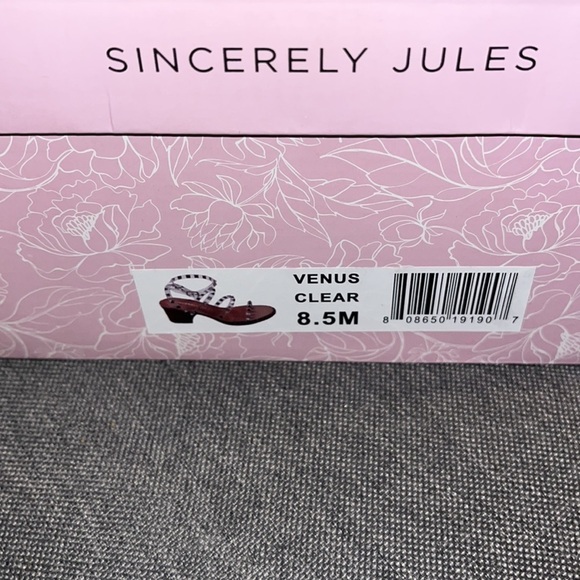 SINCERELY JULES
VENUS
CLEAR
8.5M
8 08650 19190 7